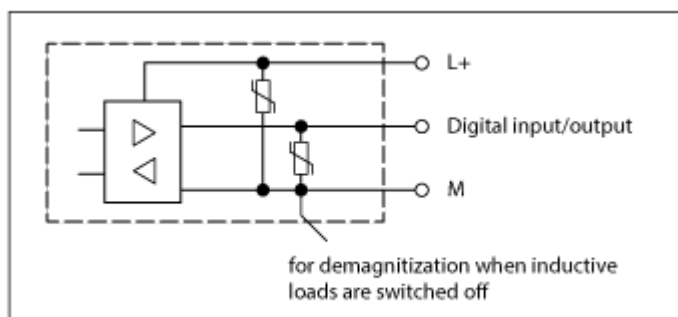 L+
Digital input/output
M
for demagnitization when inductive
loads are switched off